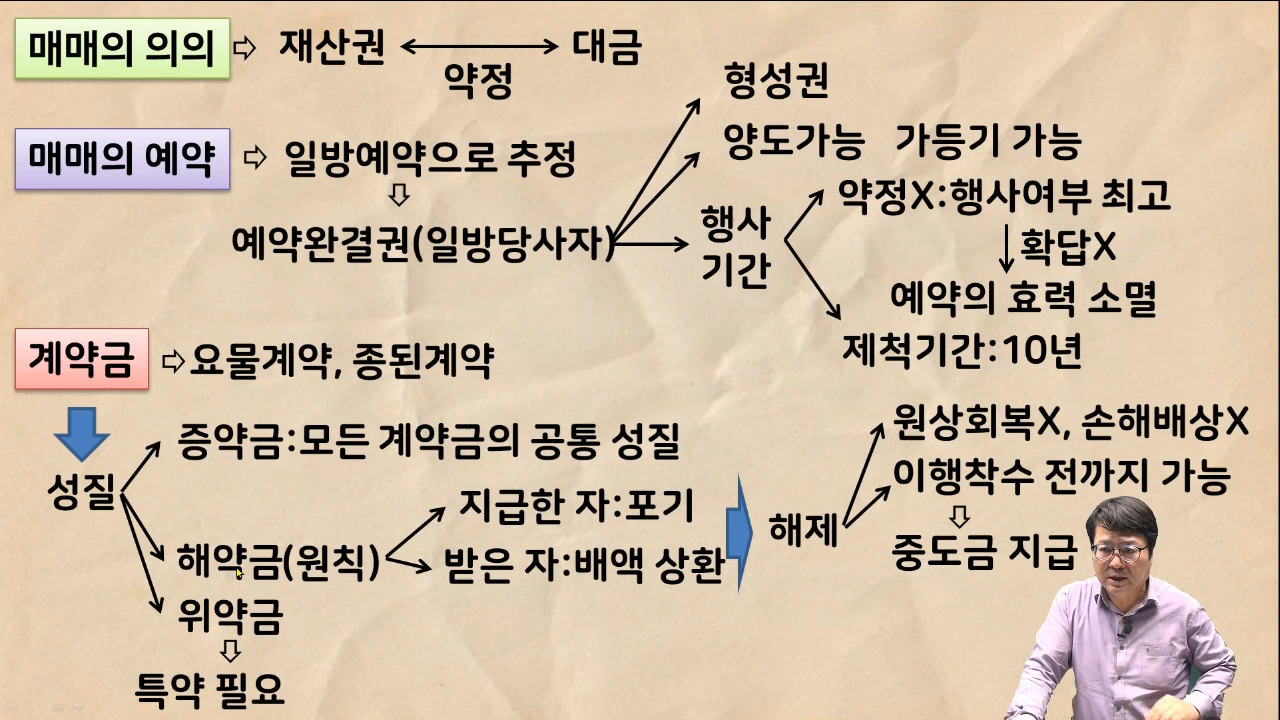 매매의 의의 ⇨ 재산권 ↔ 대금
약정
매매의 예약 ⇨ 일방예약으로 추정
예약완결권(일방당사자)
형성권
양도가능 가등기 가능
행사
기간
약정X:행사여부 최고
확답X
예약의 효력 소멸
제척기간:10년
계약금 ⇨요물계약, 종된계약
성질
증약금:모든 계약금의 공통 성질
해약금(원칙)
지급한 자:포기
받은 자:배액 상환
해제
원상회복X, 손해배상X
이행착수 전까지 가능
중도금 지급
위약금
특약 필요